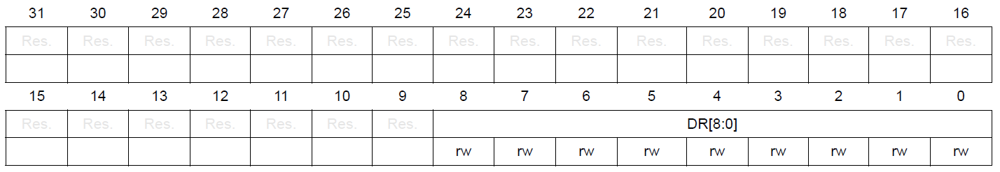 31 30 29 28 27 26 25 24 23 22 21 20 19 18 17 16
Res. Res. Res. Res. Res. Res. Res. Res. Res. Res. Res. Res. Res. Res. Res. Res.
15 14 13 12 11 10 9 8 7 6 5 4 3 2 1 0
Res. Res. Res. Res. Res. Res. Res. DR[8:0]
rw rw rw rw rw rw rw rw rw